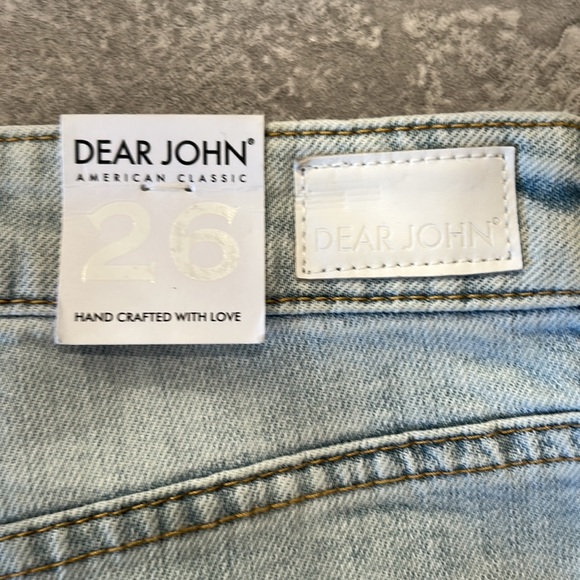 DEAR JOHN®
AMERICAN CLASSIC
26
HAND CRAFTED WITH LOVE
DEAR JOHN®